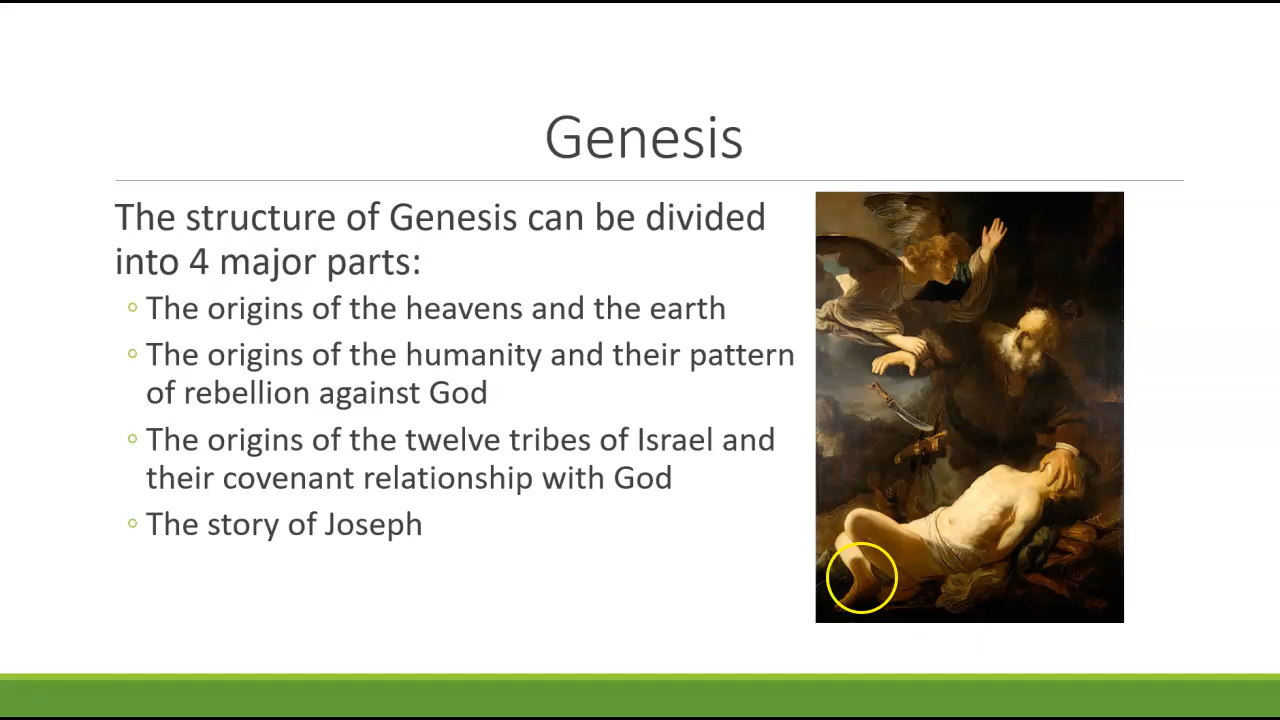 Genesis
The structure of Genesis can be divided
into 4 major parts:
The origins of the heavens and the earth
The origins of the humanity and their pattern
of rebellion against God
The origins of the twelve tribes of Israel and
their covenant relationship with God
The story of Joseph